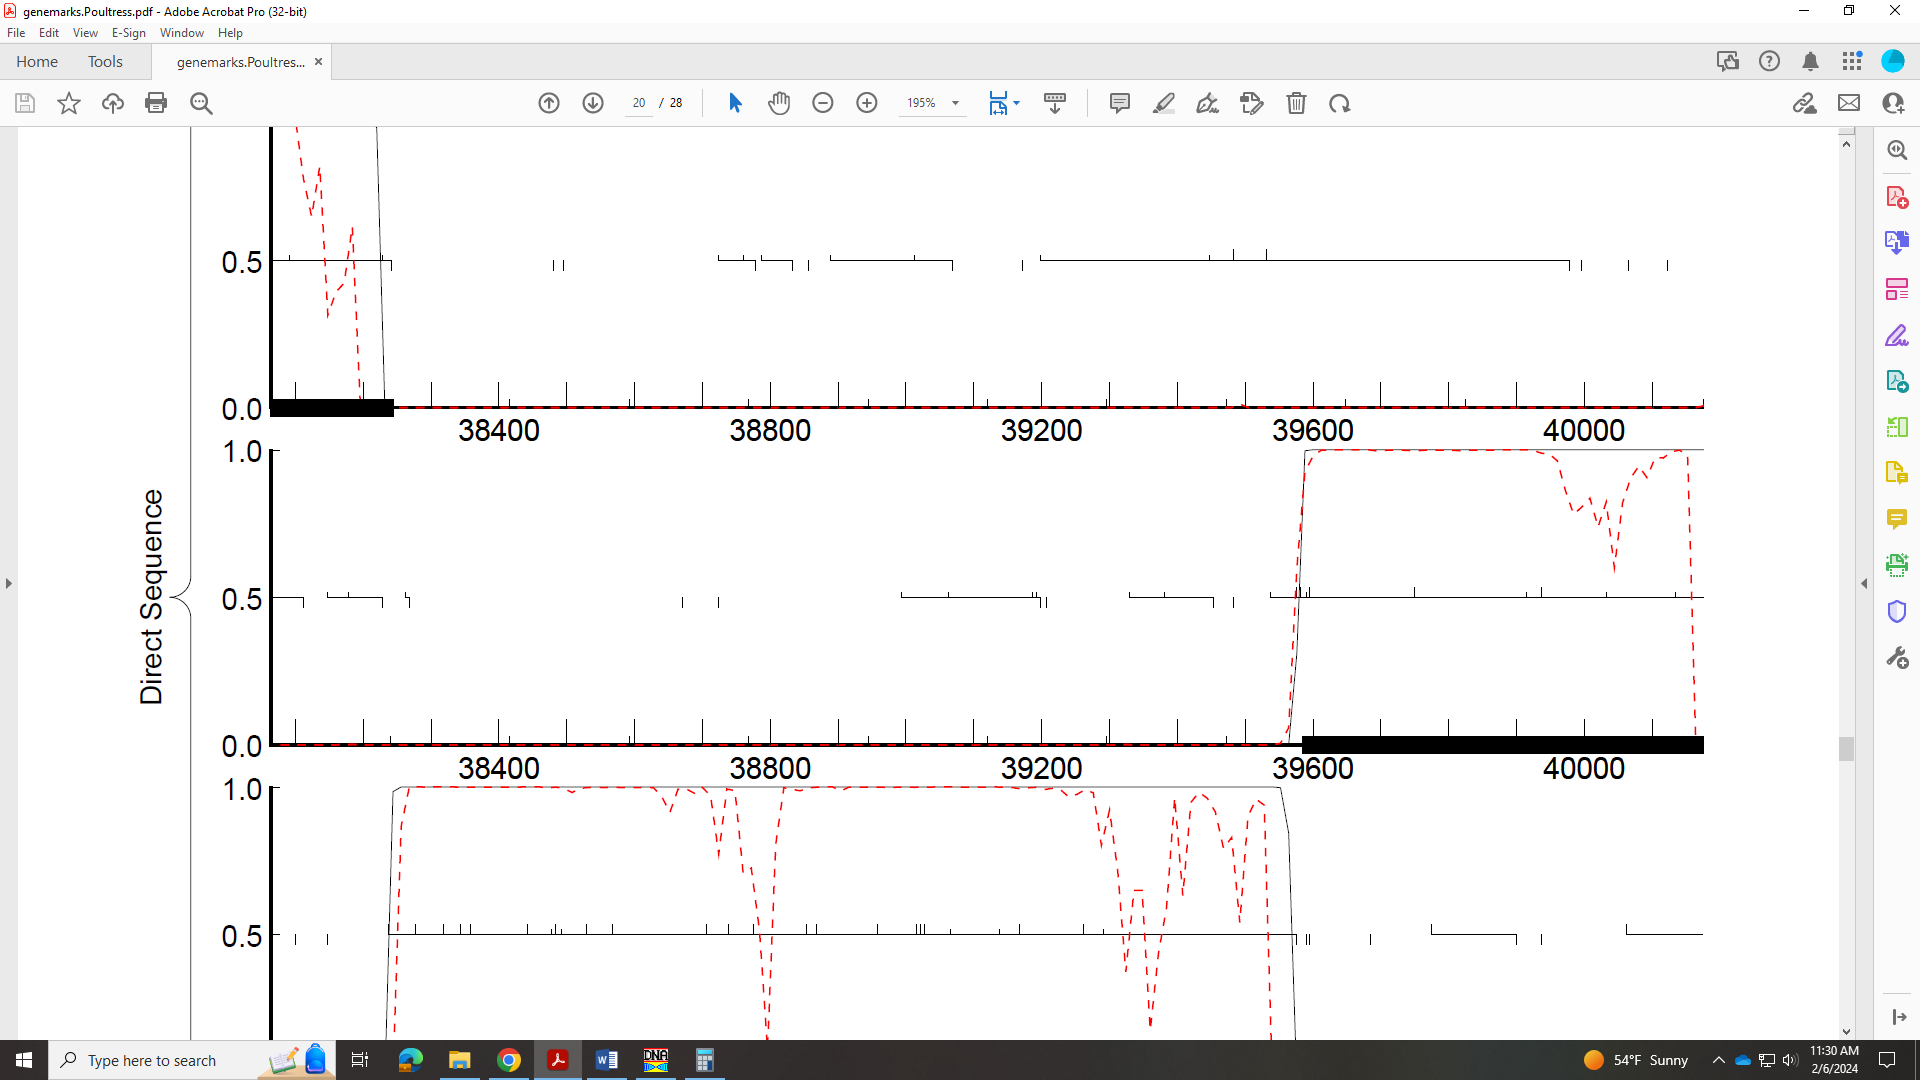 genemarks.Poultress.pdf - Adobe Acrobat Pro (32-bit)
File Edit View E-Sign Window Help
Home Tools genemarks.Poultres... ×
20 / 28 195%
0.5
0.0
38400 38800 39200 39600 40000
1.0
Direct Sequence
0.5
0.0
38400 38800 39200 39600 40000
1.0
0.5
Type here to search
DNA
54°F Sunny
11:30 AM
2/6/2024